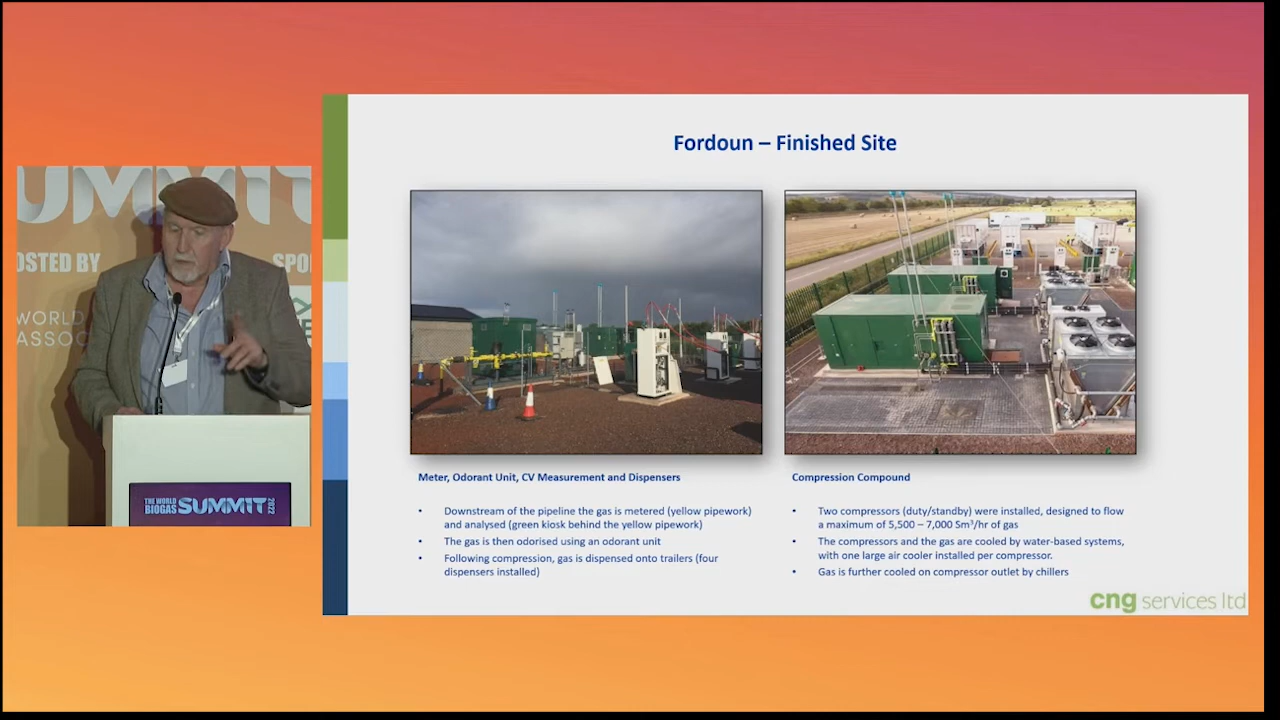 SUMMIT
OSTED BY
SPO
WORLD
ASSOC
THE WORLD
BIOGAS SUMMIT 2022
Fordoun – Finished Site
Meter, Odorant Unit, CV Measurement and Dispensers
• Downstream of the pipeline the gas is metered (yellow pipework)
and analysed (green kiosk behind the yellow pipework)
• The gas is then odorised using an odorant unit
• Following compression, gas is dispensed onto trailers (four
dispensers installed)
Compression Compound
• Two compressors (duty/standby) were installed, designed to flow
a maximum of 5,500 – 7,000 Sm³/hr of gas
• The compressors and the gas are cooled by water-based systems,
with one large air cooler installed per compressor.
• Gas is further cooled on compressor outlet by chillers
cng services ltd